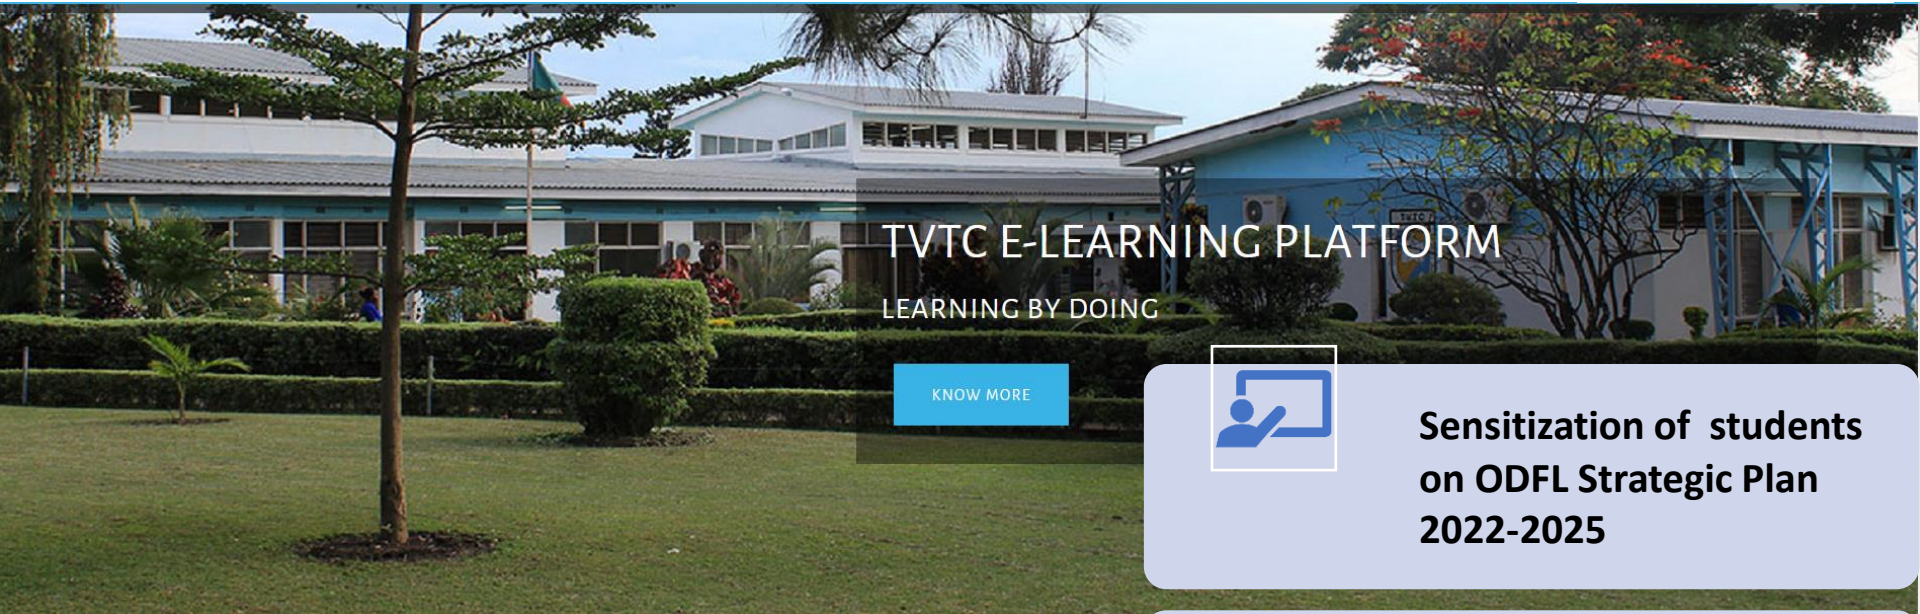 TVTC E-LEARNING PLATFORM
LEARNING BY DOING
KNOW MORE
Sensitization of students
on ODFL Strategic Plan
2022-2025